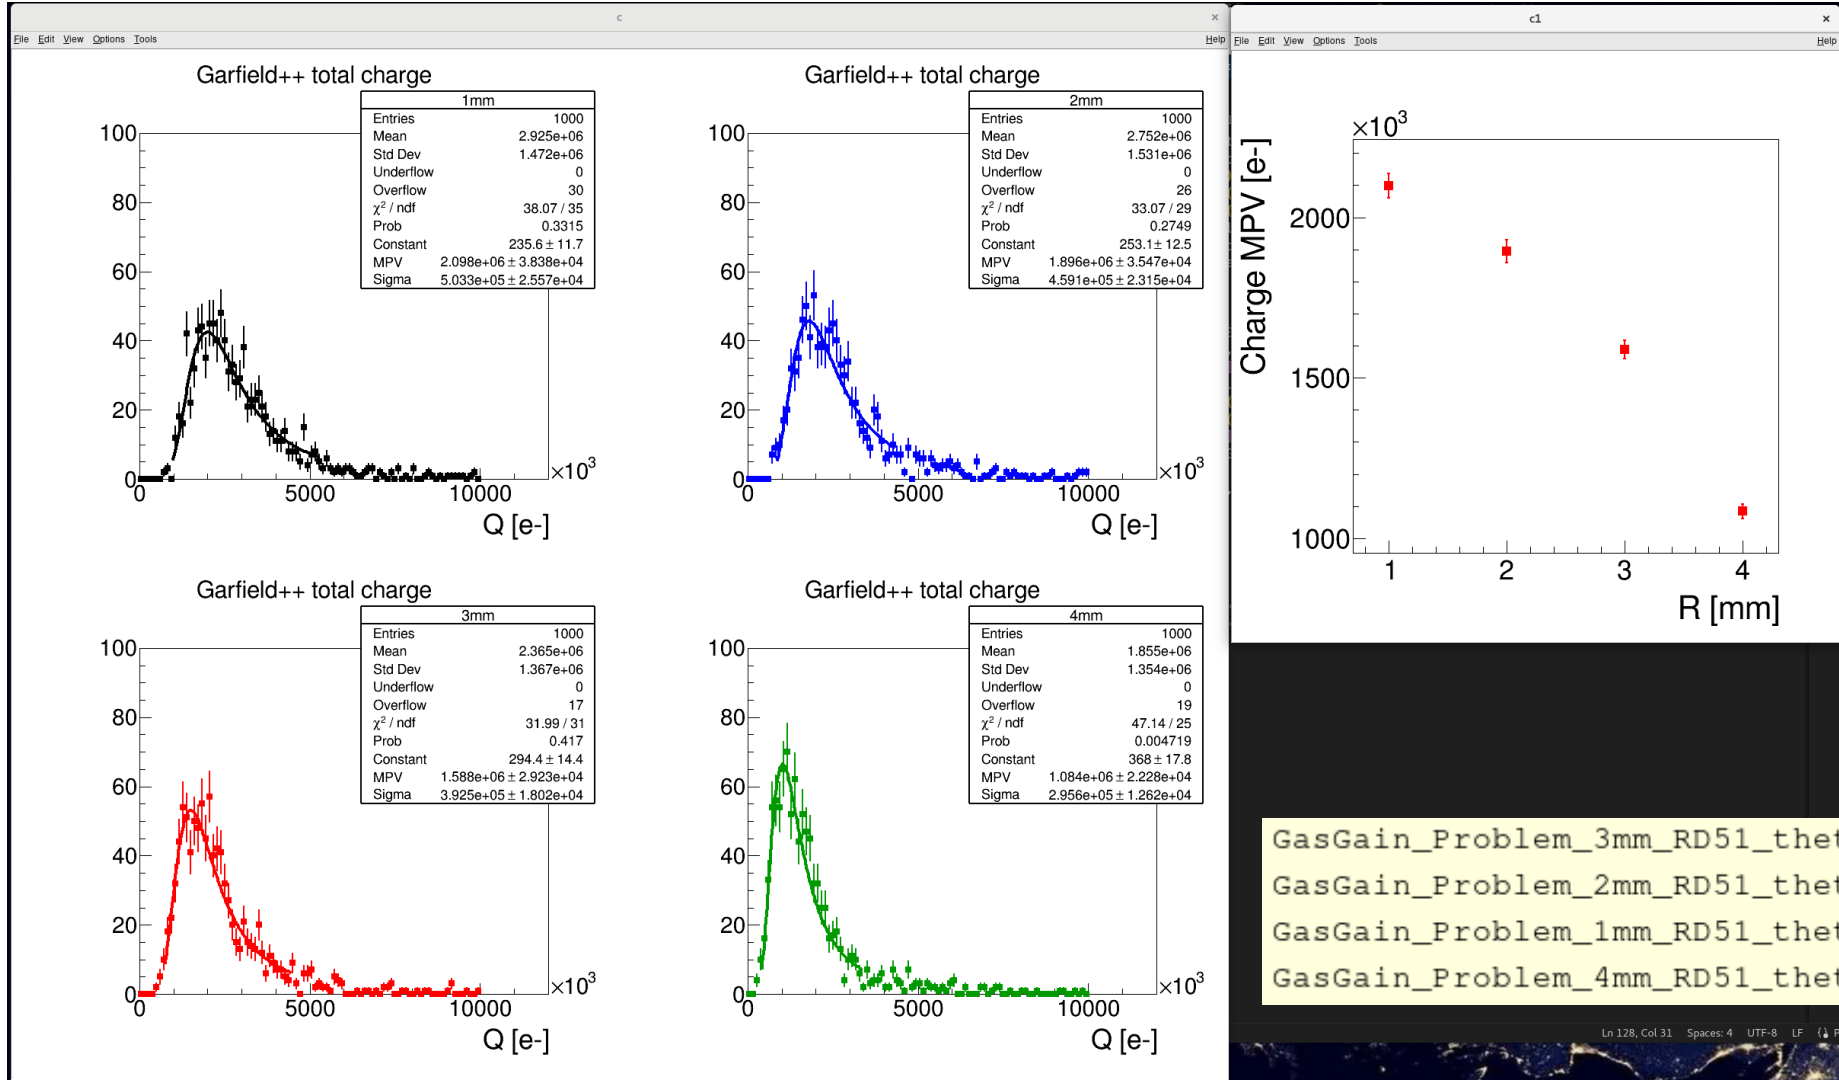 c
×
File Edit View Options Tools
Help
Garfield++ total charge
1mm
Entries 1000
Mean 2.925e+06
Std Dev 1.472e+06
Underflow 0
Overflow 30
χ² / ndf 38.07 / 35
Prob 0.3315
Constant 235.6 ± 11.7
MPV 2.098e+06 ± 3.838e+04
Sigma 5.033e+05 ± 2.557e+04
100
80
60
40
20
0
0 5000 10000
×10³
Q [e-]
Garfield++ total charge
2mm
Entries 1000
Mean 2.752e+06
Std Dev 1.531e+06
Underflow 0
Overflow 26
χ² / ndf 33.07 / 29
Prob 0.2749
Constant 253.1 ± 12.5
MPV 1.896e+06 ± 3.547e+04
Sigma 4.591e+05 ± 2.315e+04
100
80
60
40
20
0
0 5000 10000
×10³
Q [e-]
Garfield++ total charge
3mm
Entries 1000
Mean 2.365e+06
Std Dev 1.367e+06
Underflow 0
Overflow 17
χ² / ndf 31.99 / 31
Prob 0.417
Constant 294.4 ± 14.4
MPV 1.588e+06 ± 2.923e+04
Sigma 3.925e+05 ± 1.802e+04
100
80
60
40
20
0
0 5000 10000
×10³
Q [e-]
Garfield++ total charge
4mm
Entries 1000
Mean 1.855e+06
Std Dev 1.354e+06
Underflow 0
Overflow 19
χ² / ndf 47.14 / 25
Prob 0.004719
Constant 368 ± 17.8
MPV 1.084e+06 ± 2.228e+04
Sigma 2.956e+05 ± 1.262e+04
100
80
60
40
20
0
0 5000 10000
×10³
Q [e-]
c1
×
File Edit View Options Tools
Help
×10³
Charge MPV [e-]
2000
1500
1000
1 2 3 4
R [mm]
GasGain_Problem_3mm_RD51_thet
GasGain_Problem_2mm_RD51_thet
GasGain_Problem_1mm_RD51_thet
GasGain_Problem_4mm_RD51_thet
Ln 128, Col 31 Spaces: 4 UTF-8 LF